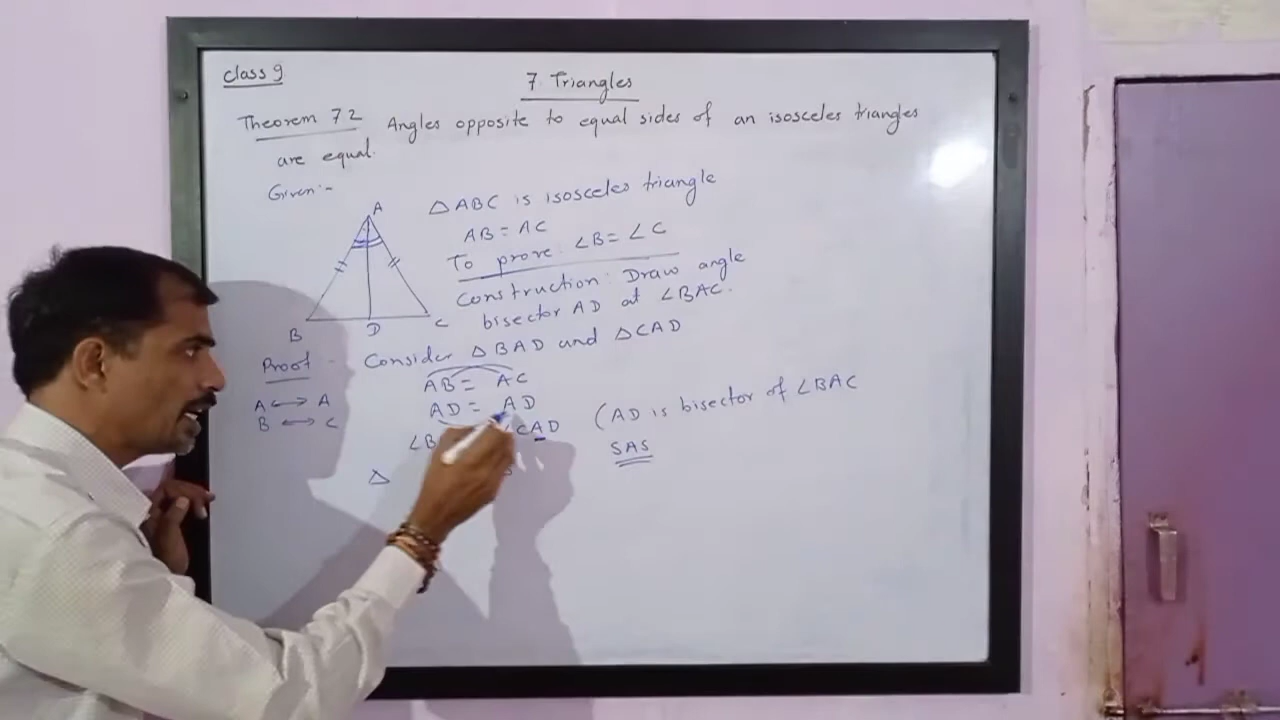 Class 9
7. Triangles
Theorem 7.2 Angles opposite to equal sides of an isosceles triangles
are equal.
Given:-
△ABC is isosceles triangle
AB = AC
To prove: ∠B = ∠C
Construction: Draw angle
bisector AD at ∠BAC.
A
B
D
C
Proof - Consider △BAD and △CAD
AB = AC
A ⟷ A
AD = AD
B ⟷ C
∠B CAD (AD is bisector of ∠BAC
SAS
△